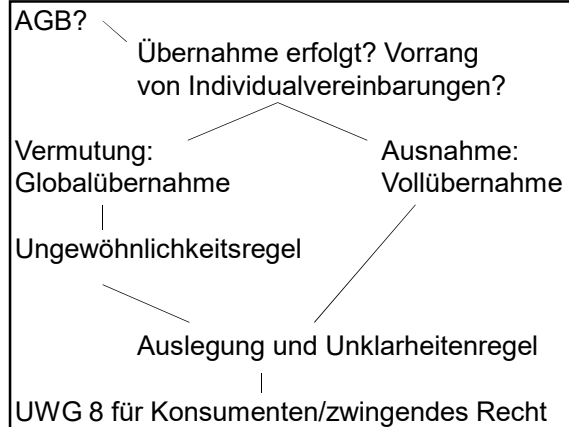 AGB?
Übernahme erfolgt? Vorrang
von Individualvereinbarungen?
Vermutung:
Globalübernahme
Ausnahme:
Vollübernahme
Ungewöhnlichkeitsregel
Auslegung und Unklarheitenregel
UWG 8 für Konsumenten/zwingendes Recht